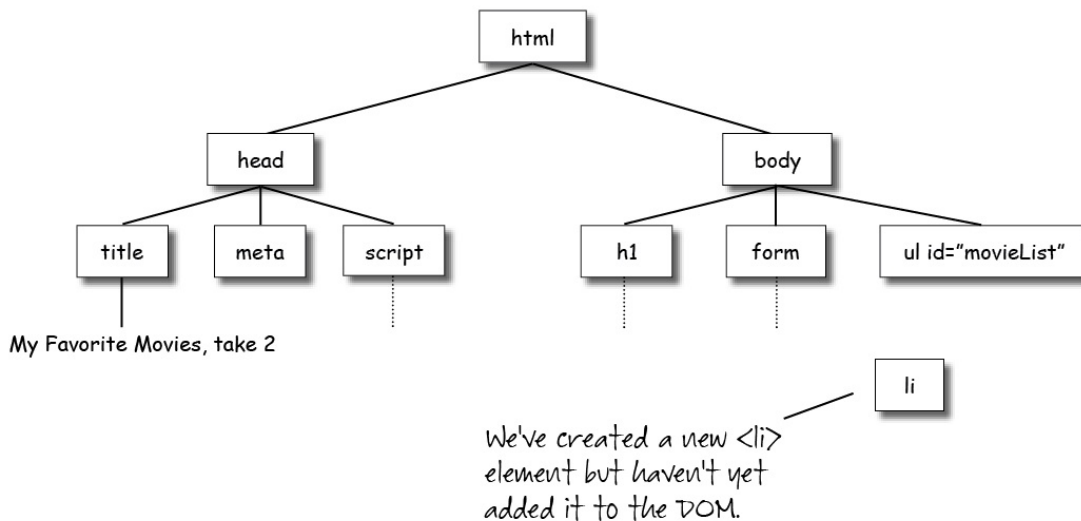 html
head
body
title
meta
script
h1
form
ul id="movieList"
My Favorite Movies, take 2
li
We've created a new <li>
element but haven't yet
added it to the DOM.